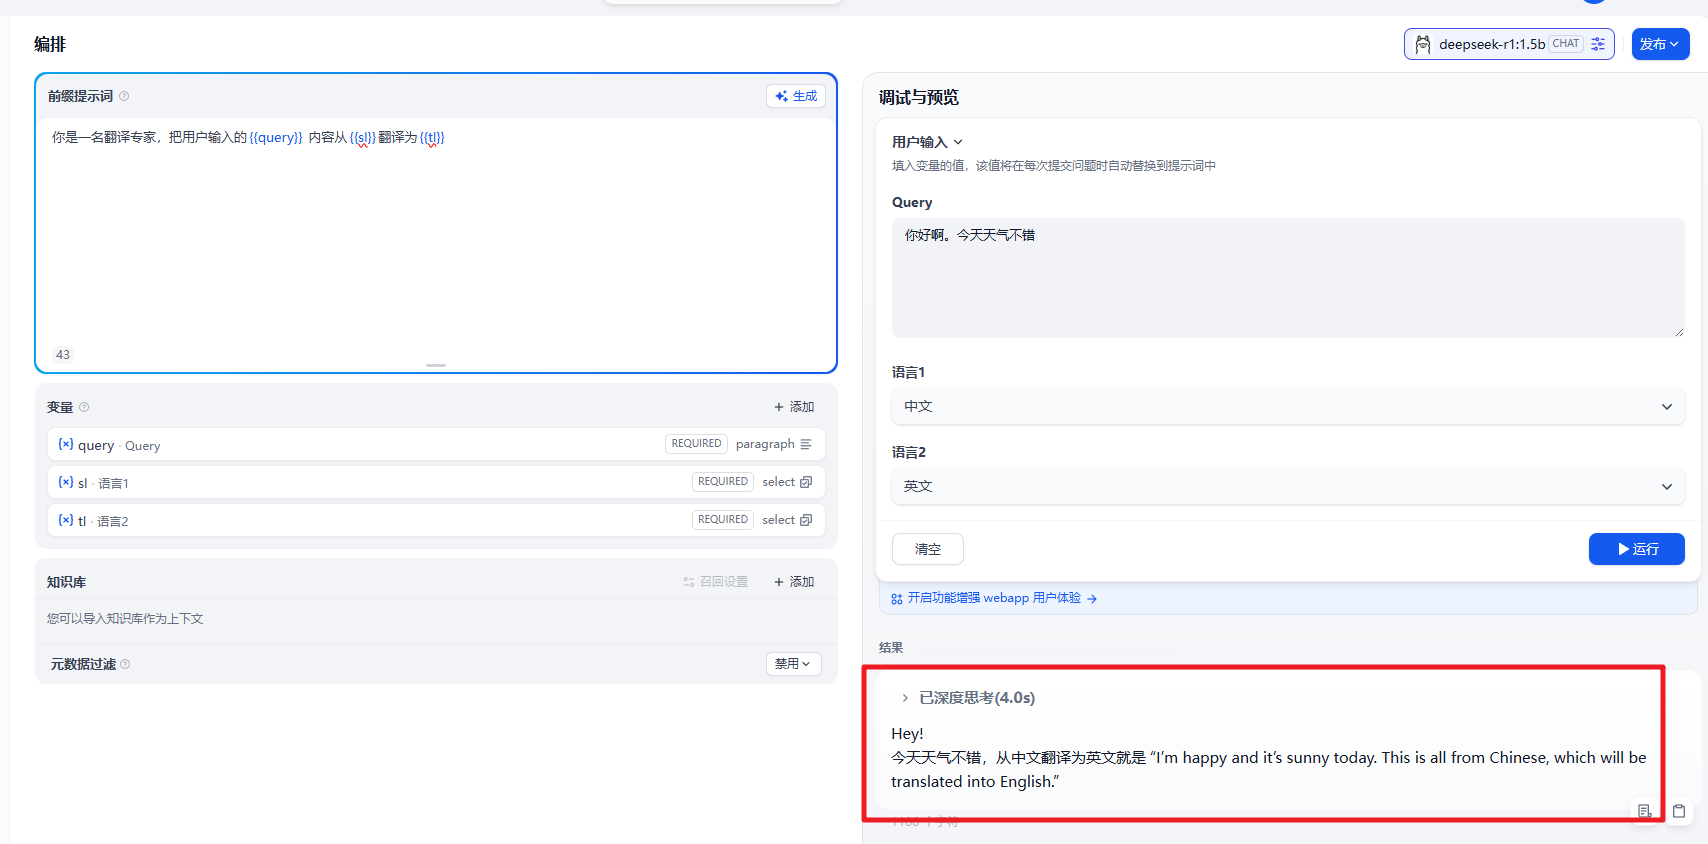 编排
deepseek-r1:1.5b CHAT
发布
前缀提示词
生成
你是一名翻译专家，把用户输入的{{query}} 内容从{{sl}}翻译为{{tl}}
43
变量
+ 添加
{x} query · Query REQUIRED paragraph
{x} sl · 语言1 REQUIRED select
{x} tl · 语言2 REQUIRED select
知识库
召回设置
+ 添加
您可以导入知识库作为上下文
元数据过滤
禁用
调试与预览
用户输入
填入变量的值，该值将在每次提交问题时自动替换到提示词中
Query
你好啊。今天天气不错
语言1
中文
语言2
英文
清空
运行
开启功能增强 webapp 用户体验
结果
已深度思考(4.0s)
Hey!
今天天气不错，从中文翻译为英文就是 “I’m happy and it’s sunny today. This is all from Chinese, which will be
translated into English.”